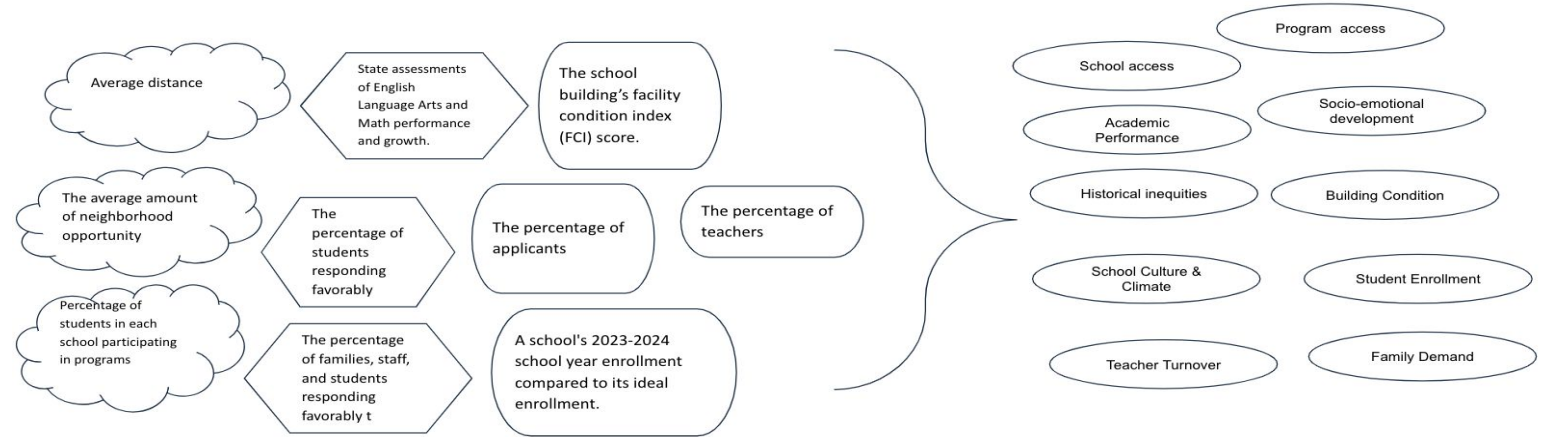 Average distance
State assessments
of English
Language Arts and
Math performance
and growth.
The school
building’s facility
condition index
(FCI) score.
The average amount
of neighborhood
opportunity
The
percentage of
students
responding
favorably
The percentage of
applicants
The percentage of
teachers
Percentage of
students in each
school participating
in programs
The percentage
of families, staff,
and students
responding
favorably t
A school's 2023-2024
school year enrollment
compared to its ideal
enrollment.
Program  access
School access
Socio-emotional
development
Academic
Performance
Historical inequities
Building Condition
School Culture &
Climate
Student Enrollment
Teacher Turnover
Family Demand